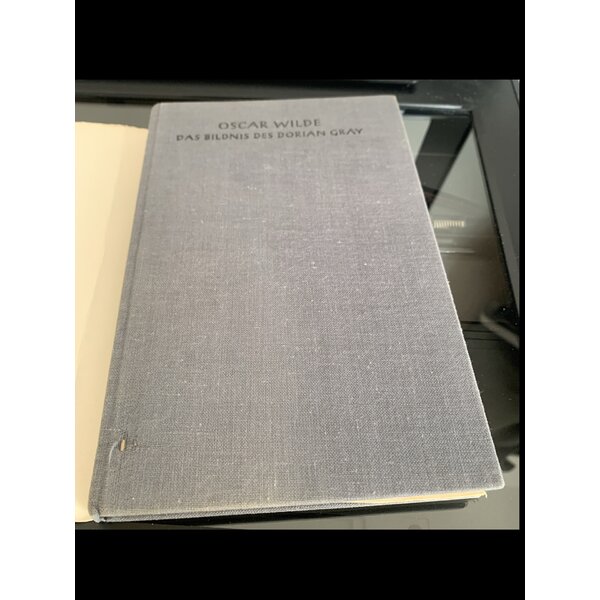 OSCAR WILDE
DAS BILDNIS DES DORIAN GRAY